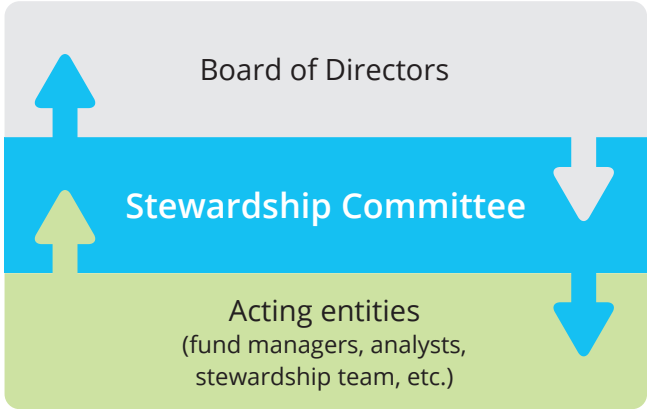 Board of Directors
Stewardship Committee
Acting entities
(fund managers, analysts,
stewardship team, etc.)